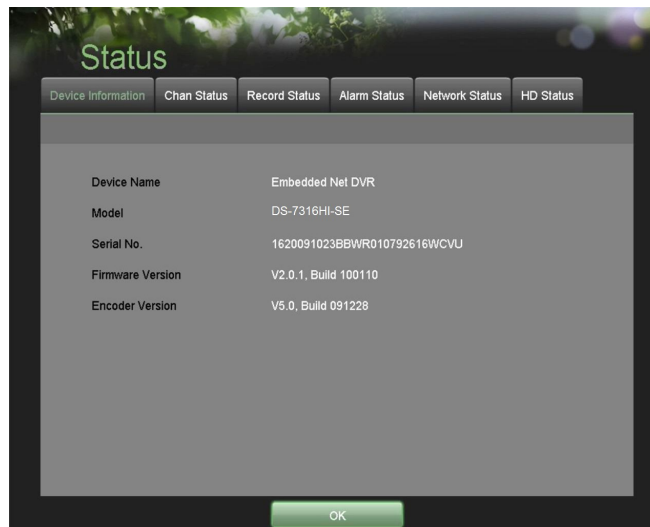 Status
Device Information Chan Status Record Status Alarm Status Network Status HD Status
Device Name Embedded Net DVR
Model DS-7316HI-SE
Serial No. 1620091023BBWR010792616WCVU
Firmware Version V2.0.1, Build 100110
Encoder Version V5.0, Build 091228
OK